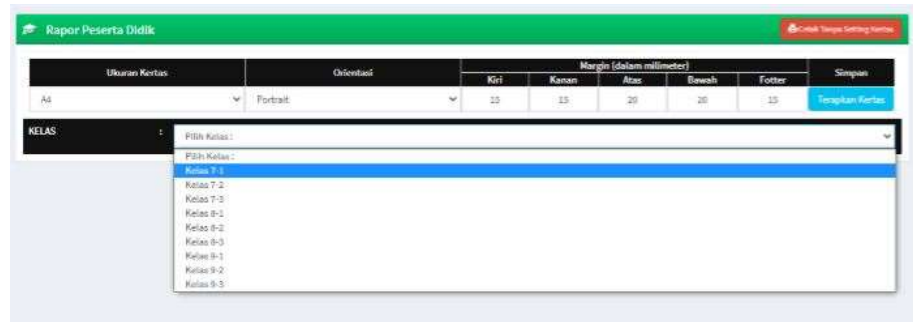 Rapor Peserta Didik
Cetak Tanpa Setting Kertas
Ukuran Kertas Orientasi Margin (dalam milimeter) Simpan
Kiri Kanan Atas Bawah Fotter
A4 Portrait 15 15 20 20 15 Terapkan Kertas
KELAS : Pilih Kelas :
Pilih Kelas :
Kelas 7-1
Kelas 7-2
Kelas 7-3
Kelas 8-1
Kelas 8-2
Kelas 8-3
Kelas 9-1
Kelas 9-2
Kelas 9-3